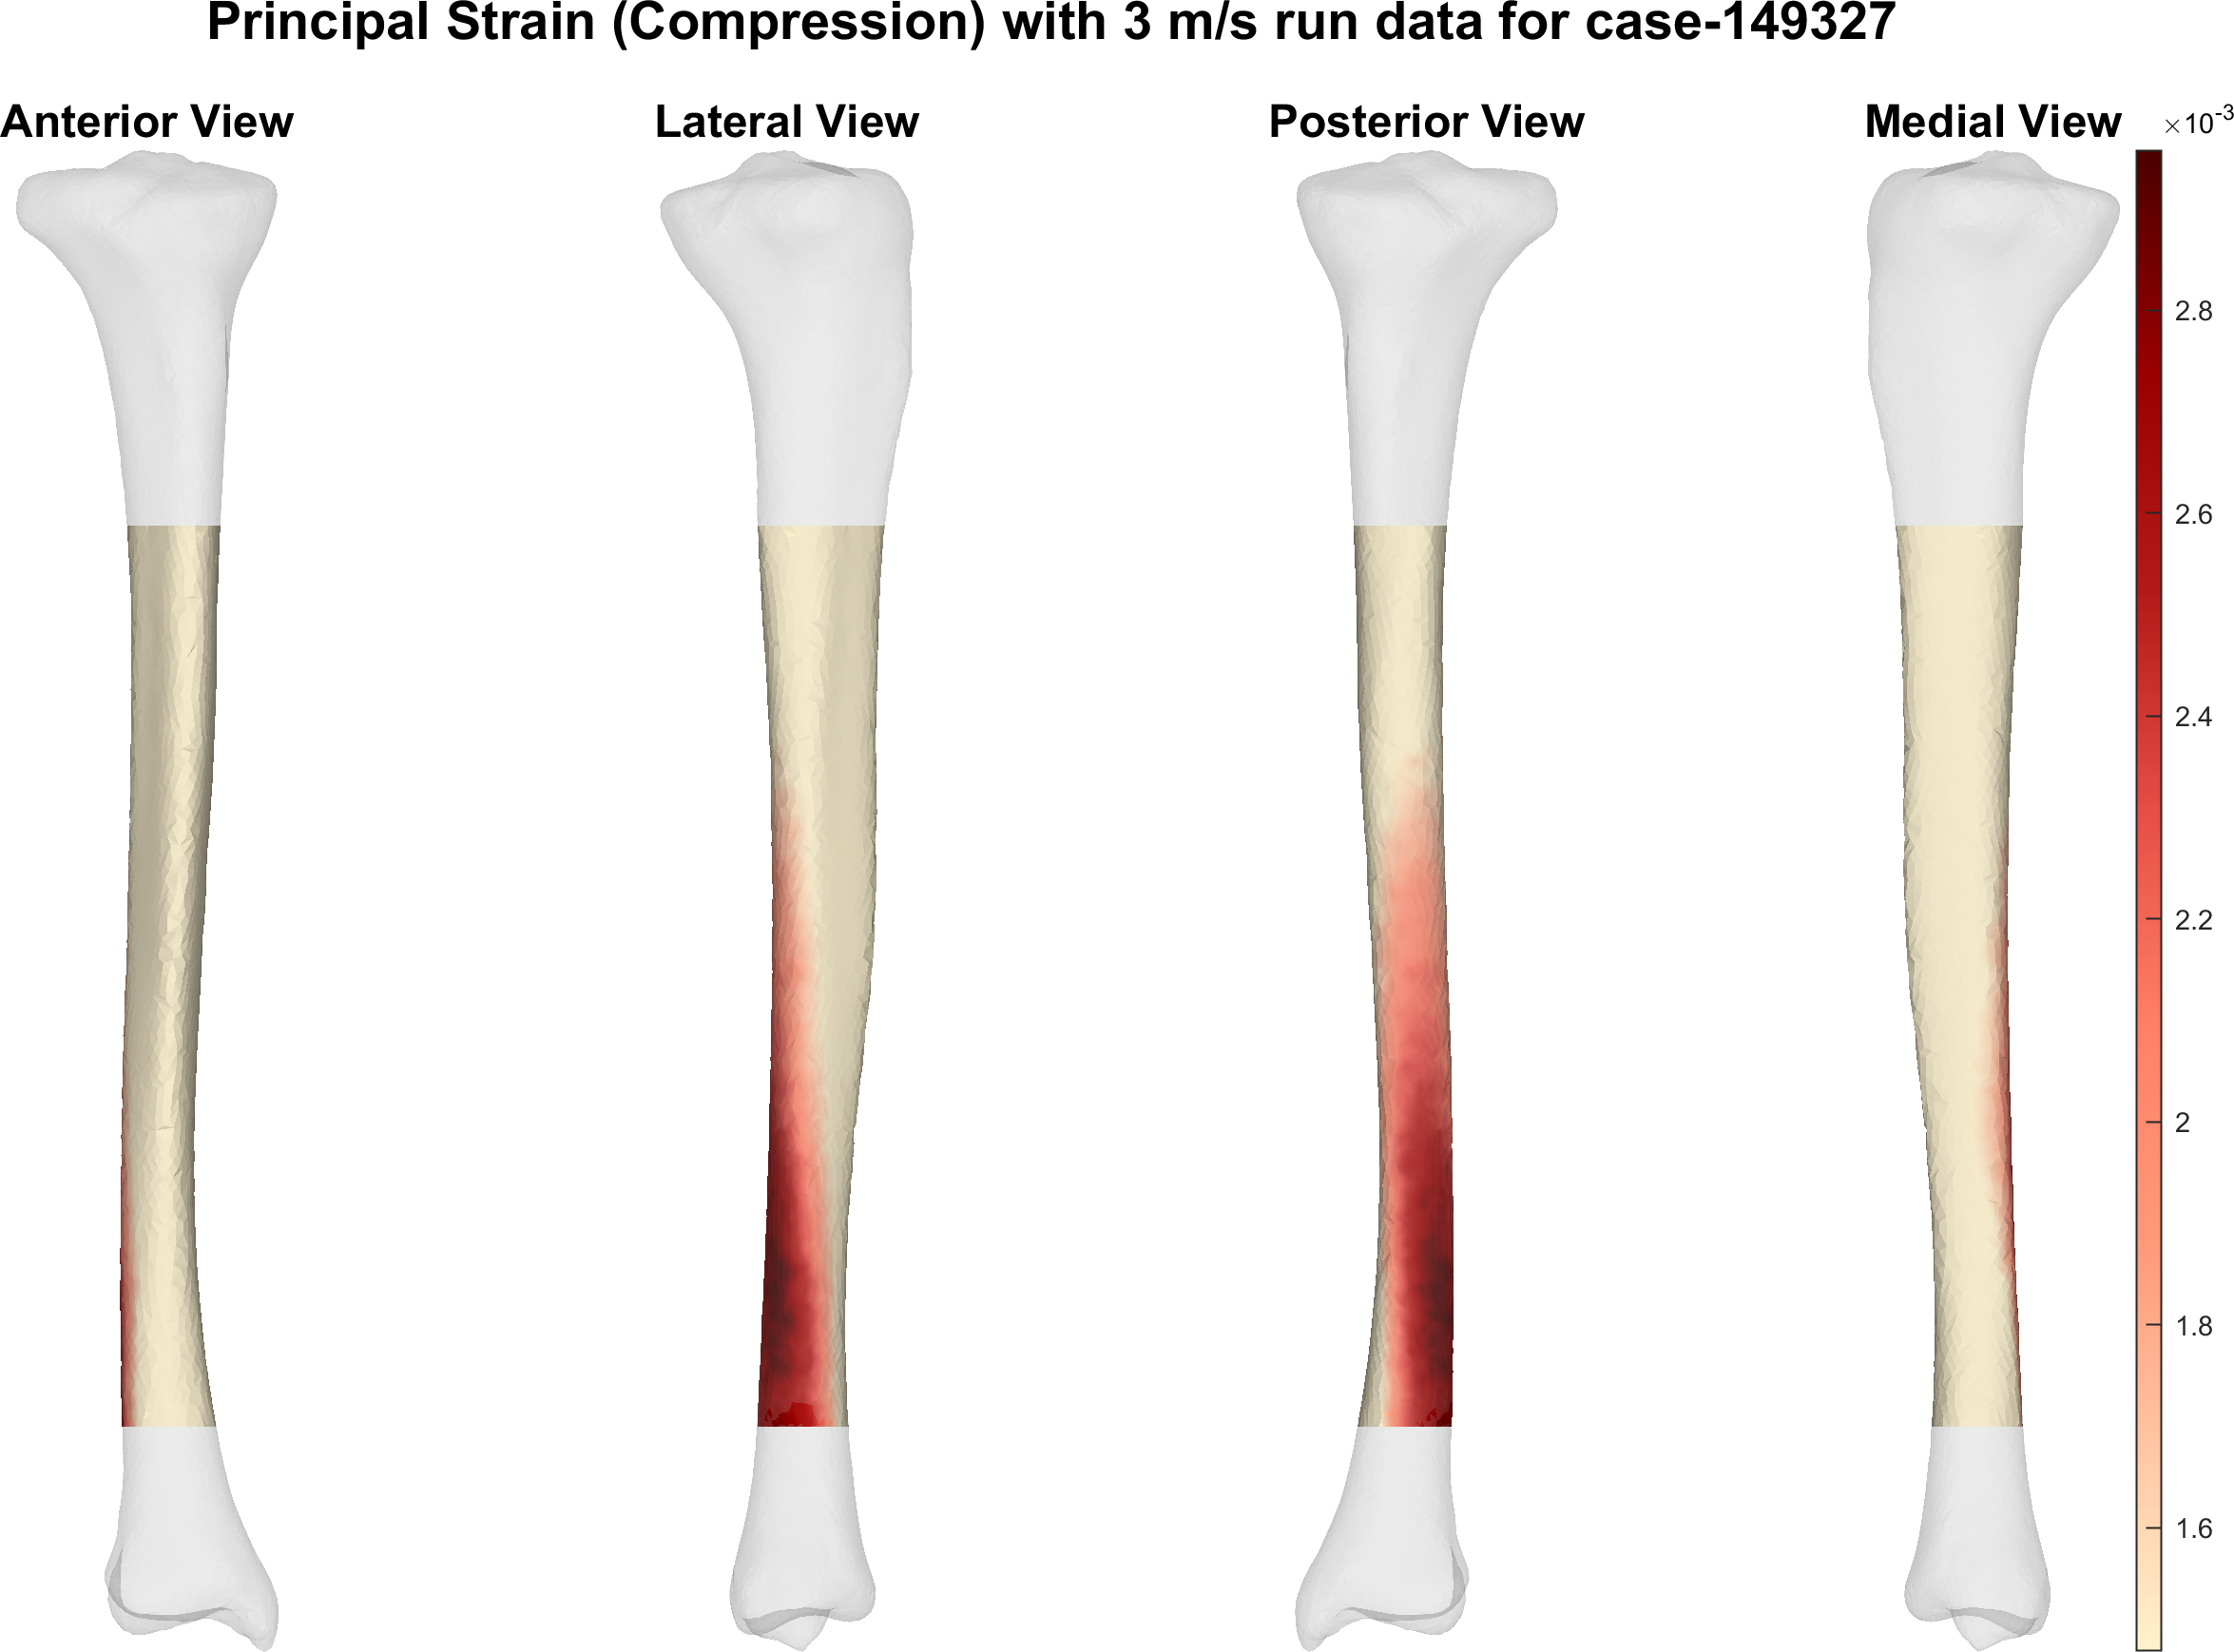 Principal Strain (Compression) with 3 m/s run data for case-149327
Anterior View
Lateral View
Posterior View
Medial View
×10-3
2.8
2.6
2.4
2.2
2
1.8
1.6